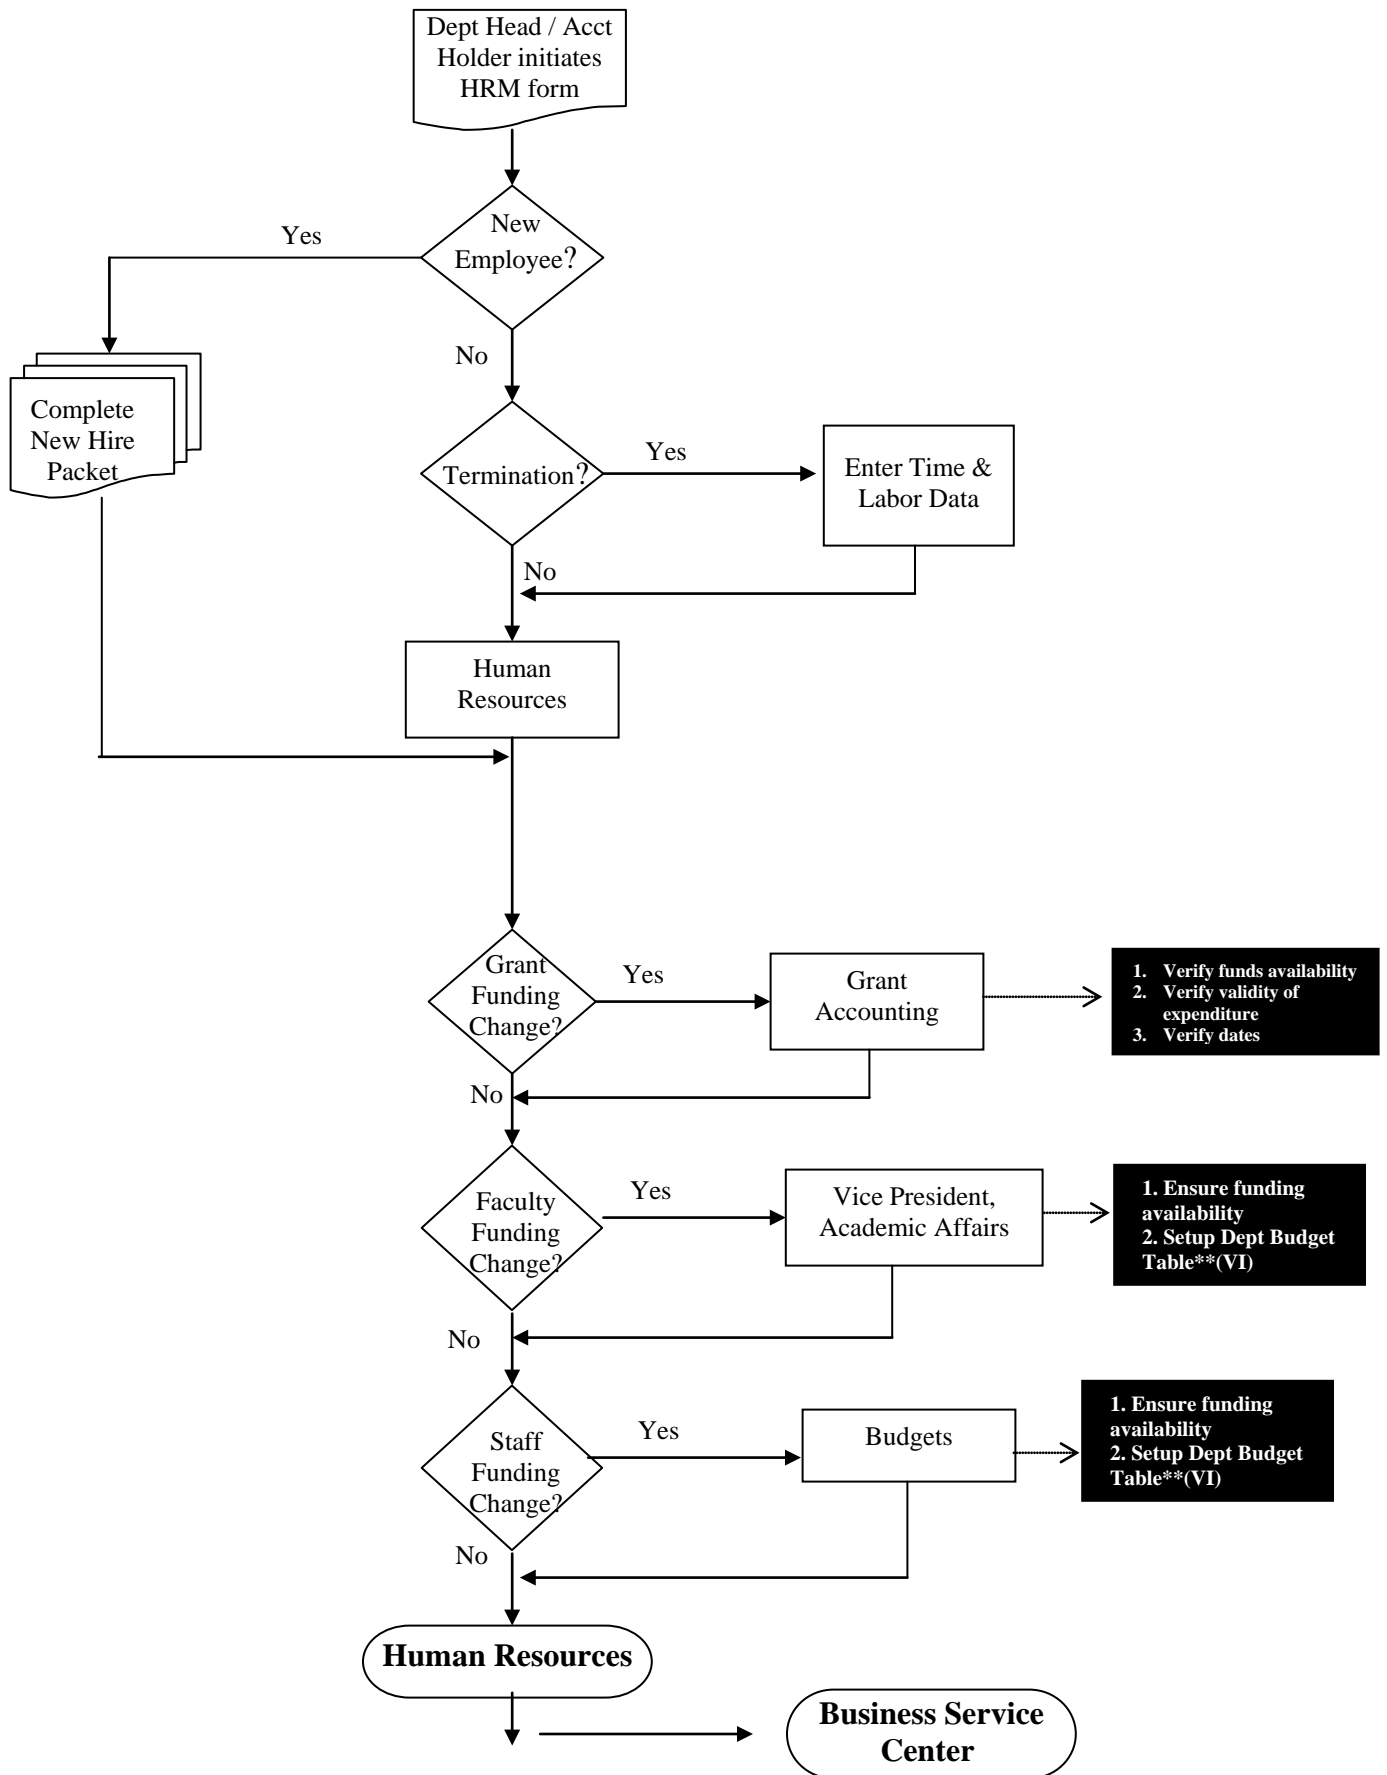 Dept Head / Acct
Holder initiates
HRM form
New
Employee?
Yes
No
Complete
New Hire
Packet
Termination?
Yes
Enter Time &
Labor Data
No
Human
Resources
Grant
Funding
Change?
Yes
Grant
Accounting
1. Verify funds availability
2. Verify validity of
expenditure
3. Verify dates
No
Faculty
Funding
Change?
Yes
Vice President,
Academic Affairs
1. Ensure funding
availability
2. Setup Dept Budget
Table**(VI)
No
Staff
Funding
Change?
Yes
Budgets
1. Ensure funding
availability
2. Setup Dept Budget
Table**(VI)
No
Human Resources
Business Service
Center